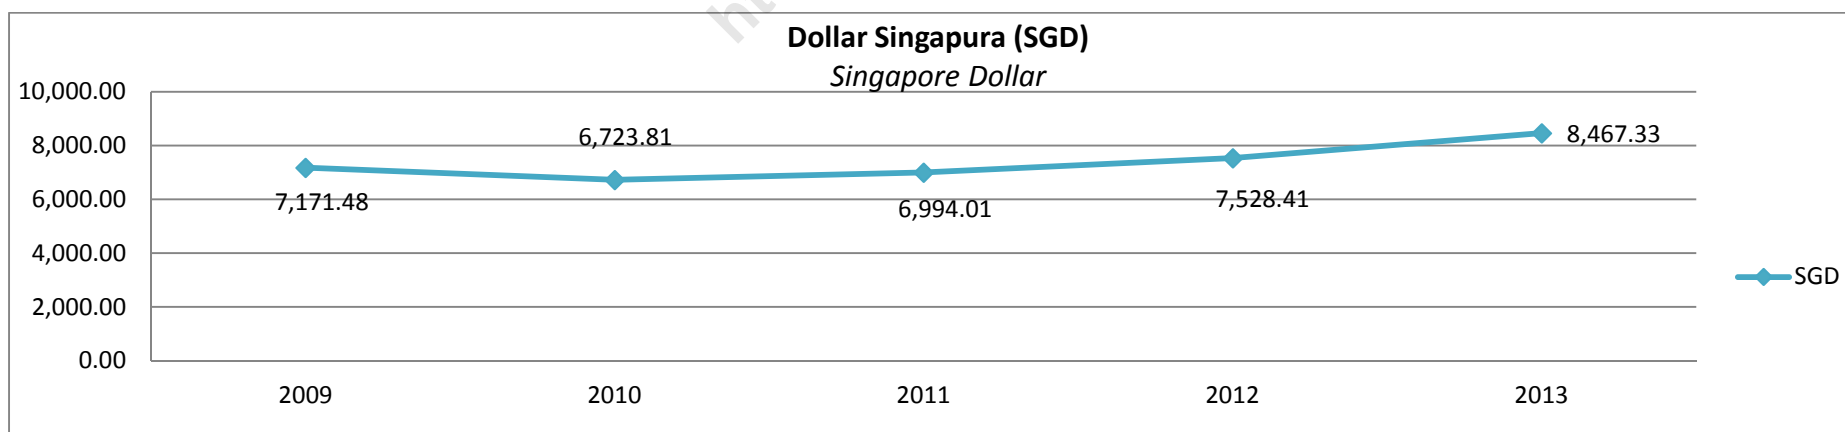 Dollar Singapura (SGD)
Singapore Dollar
10,000.00
8,000.00
6,000.00
4,000.00
2,000.00
0.00
7,171.48
6,723.81
6,994.01
7,528.41
8,467.33
SGD
2009 2010 2011 2012 2013
ht